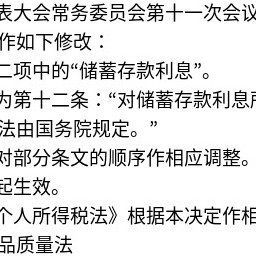 表大会常务委员会第十一次会议
作如下修改：
二项中的“储蓄存款利息”。
为第十二条：“对储蓄存款利息所
法由国务院规定。”
对部分条文的顺序作相应调整。
起生效。
个人所得税法》根据本决定作相
品质量法